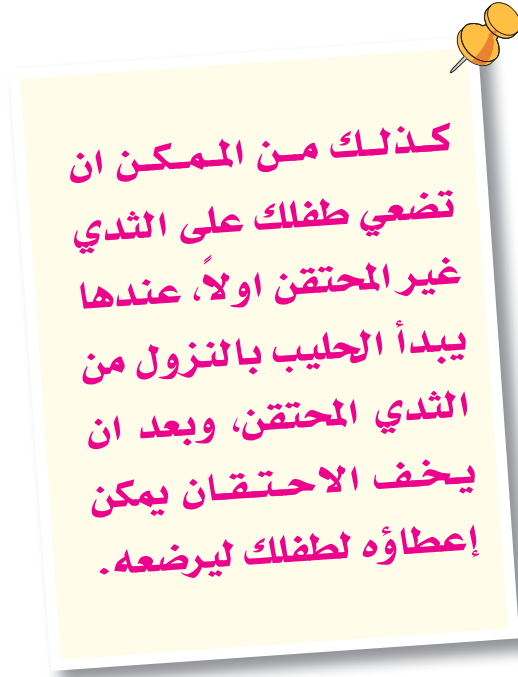 كذلك من الممكن ان
تضعي طفلك على الثدي
غير المحتقن اولاً، عندها
يبدأ الحليب بالنزول من
الثدي المحتقن، وبعد ان
يخف الاحتقان يمكن
إعطاؤه لطفلك ليرضعه.